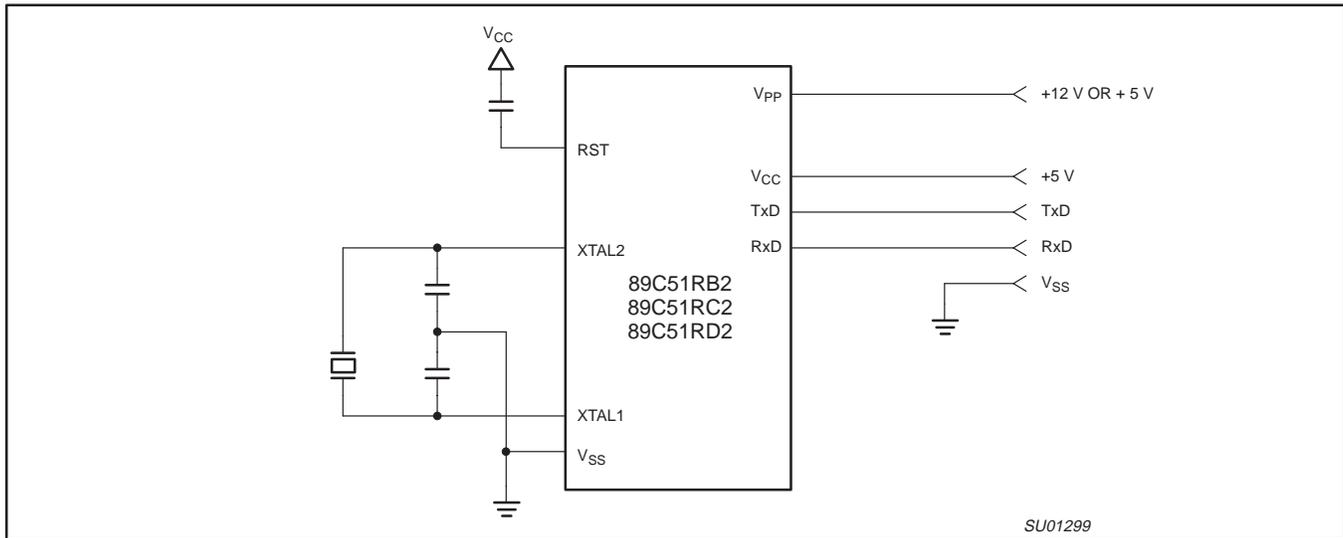 VCC
VPP
+12 V OR + 5 V
RST
VCC
+5 V
TxD
TxD
XTAL2
RxD
RxD
89C51RB2
89C51RC2
89C51RD2
VSS
XTAL1
VSS
SU01299